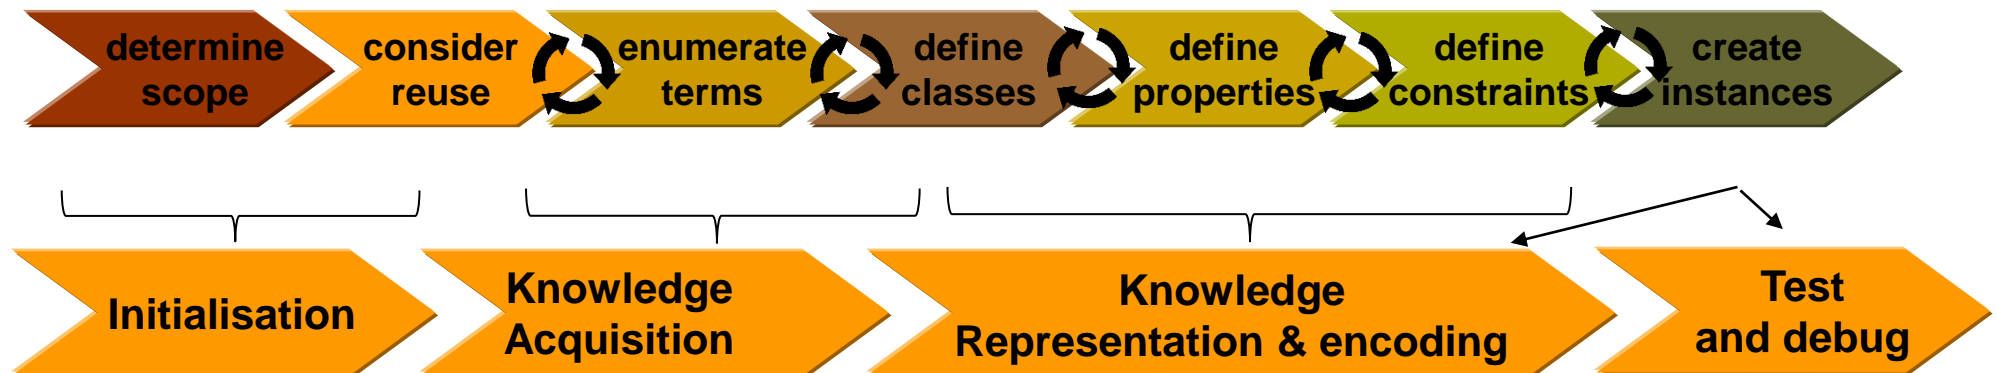 determine
scope
consider
reuse
enumerate
terms
define
classes
define
properties
define
constraints
create
instances
Initialisation
Knowledge
Acquisition
Knowledge
Representation & encoding
Test
and debug